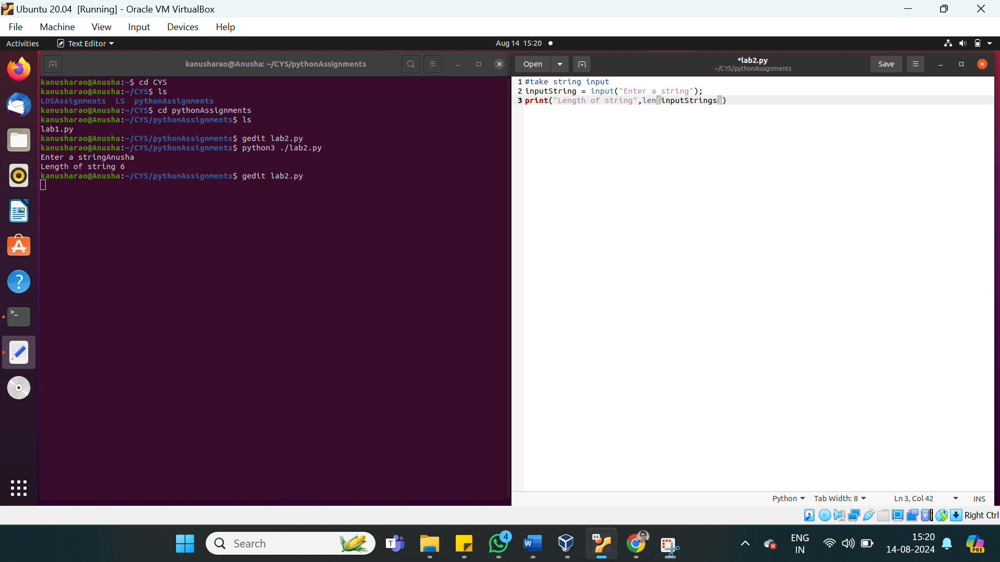 Ubuntu 20.04 [Running] - Oracle VM VirtualBox
File Machine View Input Devices Help
Activities Text Editor Aug 14 15:20
kanusharao@Anusha: ~/CYS/pythonAssignments
kanusharao@Anusha:~$ cd CYS
kanusharao@Anusha:~/CYS$ ls
LOSAssignments LS pythonAssignments
kanusharao@Anusha:~/CYS$ cd pythonAssignments
kanusharao@Anusha:~/CYS/pythonAssignments$ ls
lab1.py
kanusharao@Anusha:~/CYS/pythonAssignments$ gedit lab2.py
kanusharao@Anusha:~/CYS/pythonAssignments$ python3 ./lab2.py
Enter a stringAnusha
Length of string 6
kanusharao@Anusha:~/CYS/pythonAssignments$ gedit lab2.py
Open *lab2.py Save
~/CYS/pythonAssignments
1 #take string input
2 inputString = input("Enter a string");
3 print("Length of string",len(inputStrings))
Python Tab Width: 8 Ln 3, Col 42 INS
Right Ctrl
Search
4
64
ENG
IN
15:20
14-08-2024
PRE